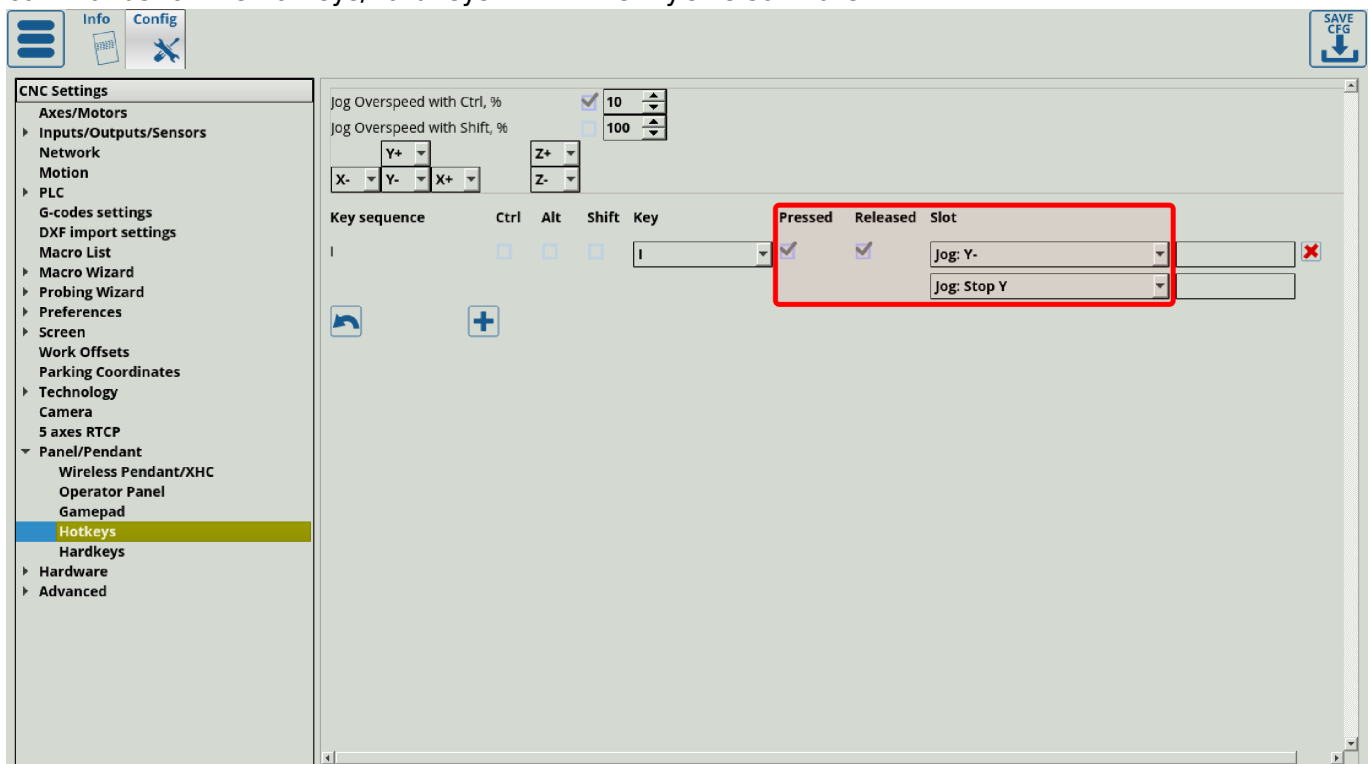 Info Config
SAVE
CFG
CNC Settings
Axes/Motors
Inputs/Outputs/Sensors
Network
Motion
PLC
G-codes settings
DXF import settings
Macro List
Macro Wizard
Probing Wizard
Preferences
Screen
Work Offsets
Parking Coordinates
Technology
Camera
5 axes RTCP
Panel/Pendant
Wireless Pendant/XHC
Operator Panel
Gamepad
Hotkeys
Hardkeys
Hardware
Advanced
Jog Overspeed with Ctrl, % 10
Jog Overspeed with Shift, % 100
Y+ Z+
X- Y- X+ Z-
Key sequence Ctrl Alt Shift Key Pressed Released Slot
I I Jog: Y-
Jog: Stop Y